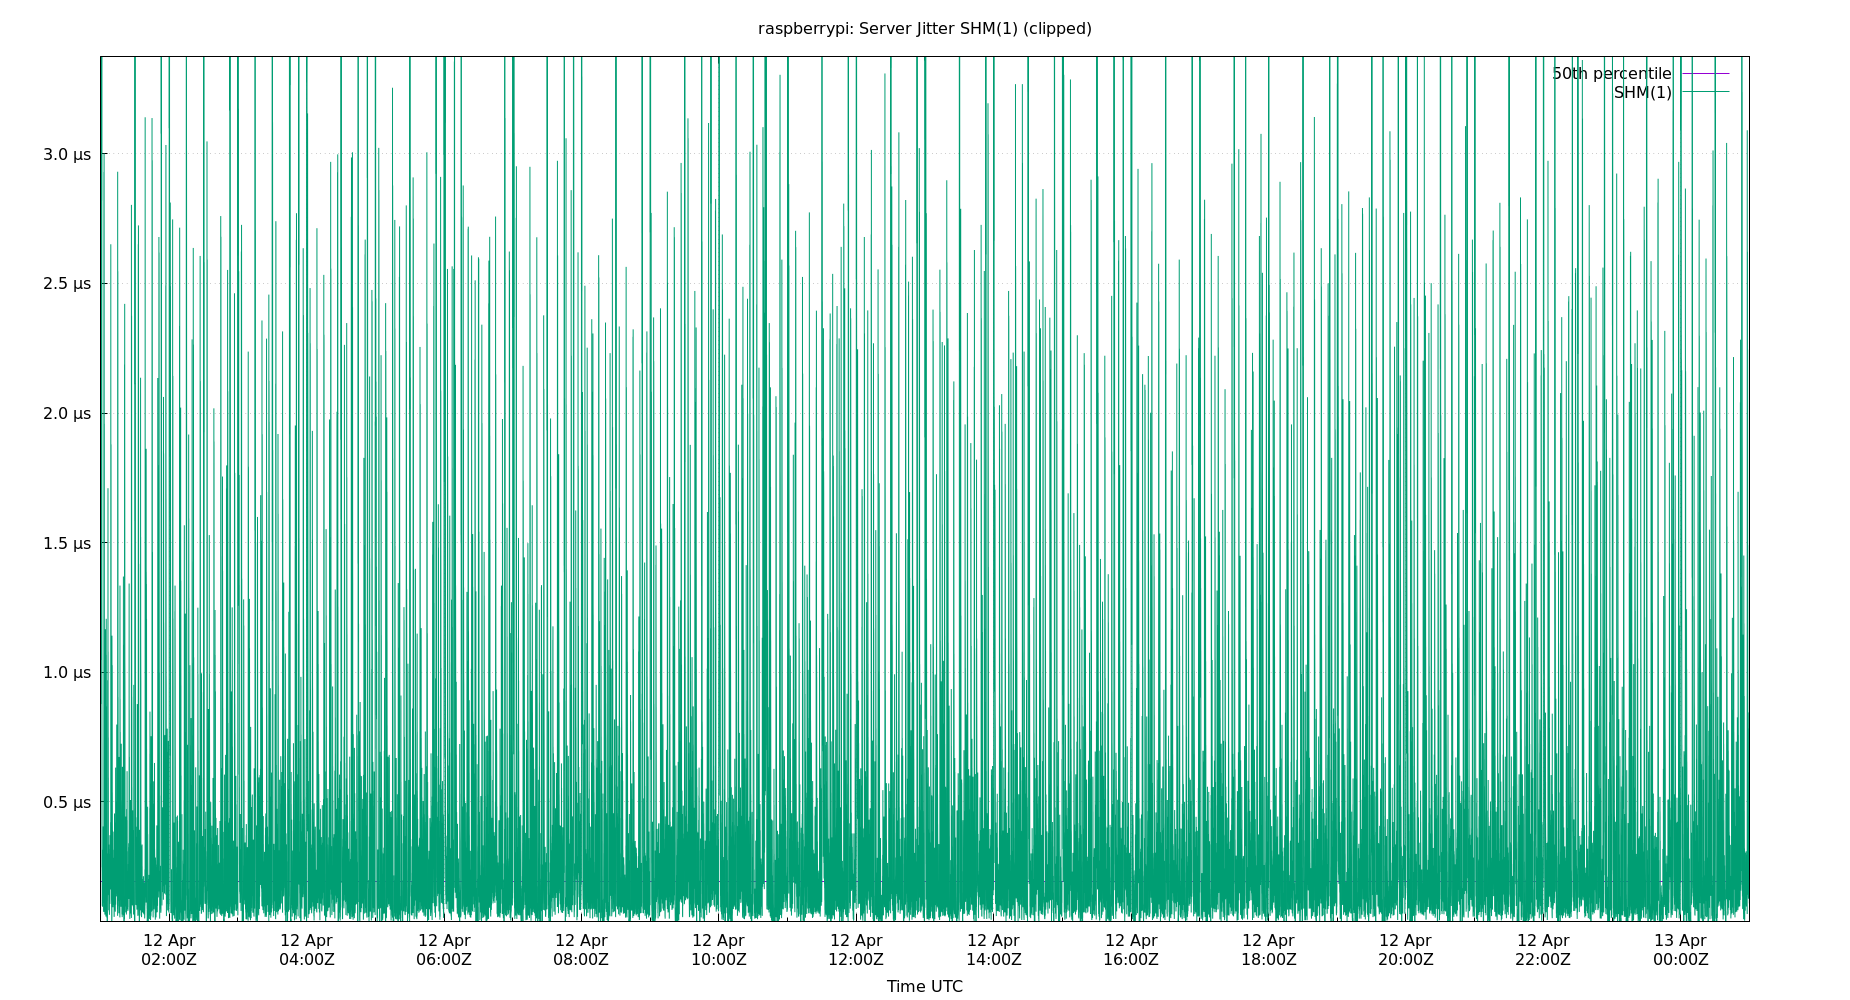 raspberrypi: Server Jitter SHM(1) (clipped)
50th percentile
SHM(1)
3.0 µs
2.5 µs
2.0 µs
1.5 µs
1.0 µs
0.5 µs
12 Apr 12 Apr 12 Apr 12 Apr 12 Apr 12 Apr 12 Apr 12 Apr 12 Apr 12 Apr 12 Apr 13 Apr
02:00Z 04:00Z 06:00Z 08:00Z 10:00Z 12:00Z 14:00Z 16:00Z 18:00Z 20:00Z 22:00Z 00:00Z
Time UTC